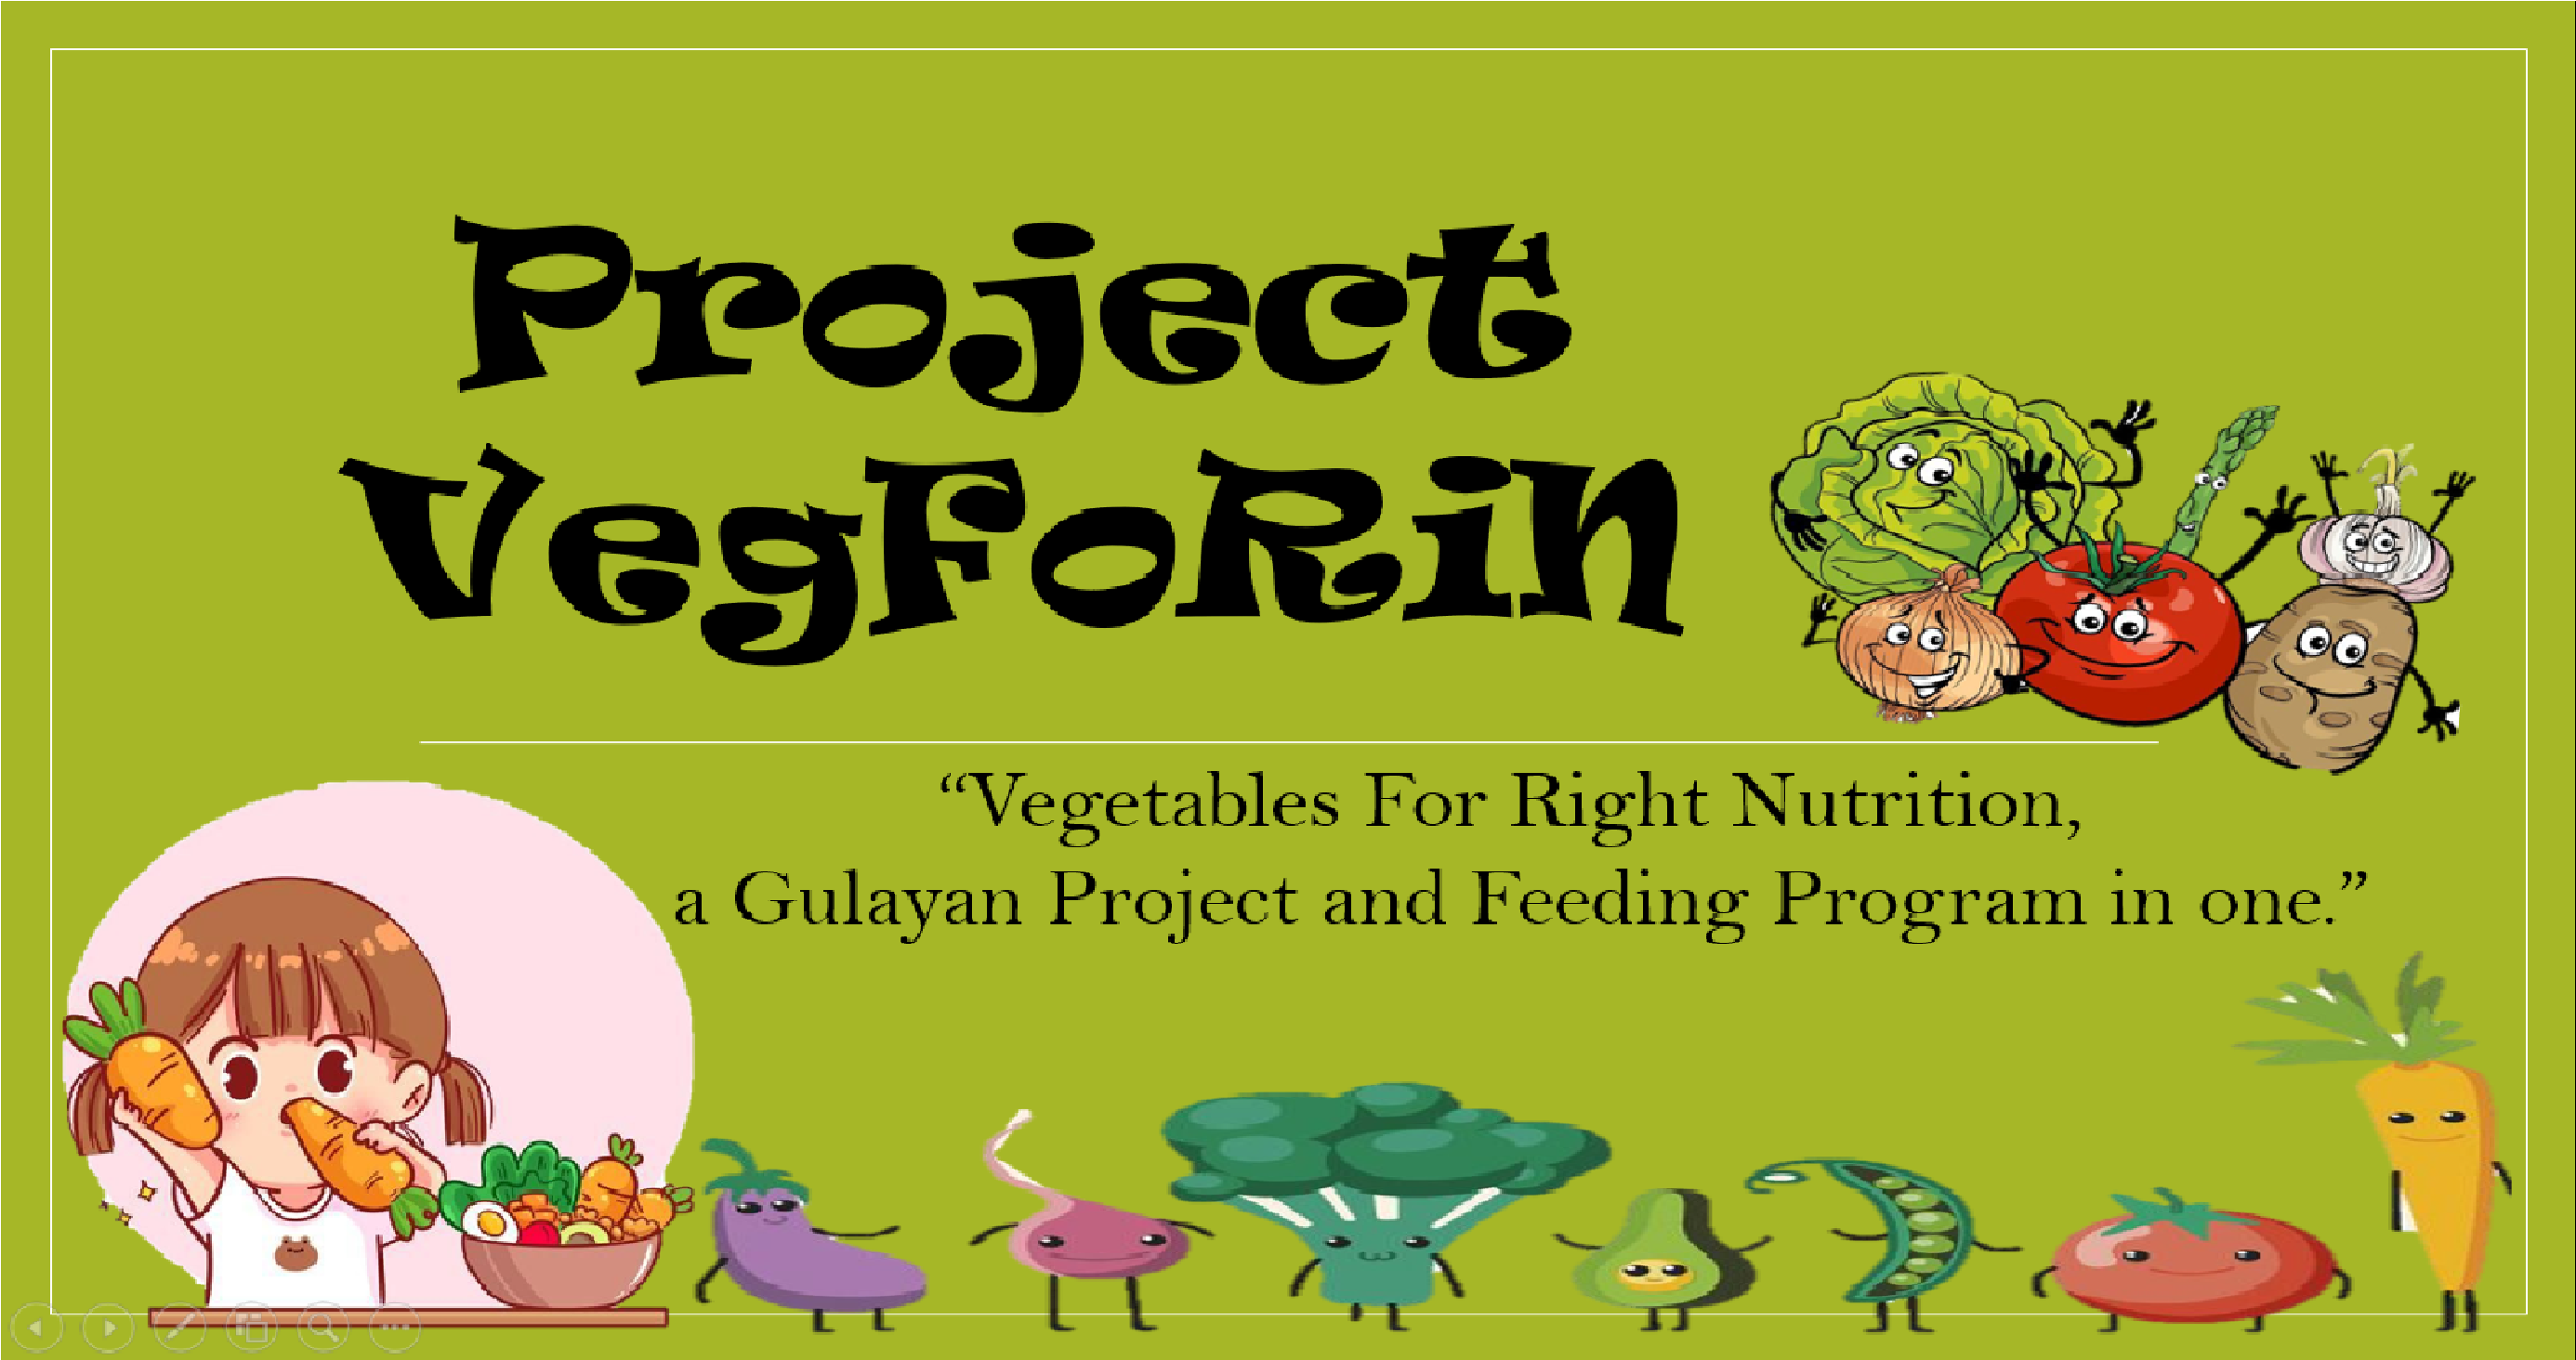 Project
VegFoRiN
“Vegetables For Right Nutrition,
a Gulayan Project and Feeding Program in one.”